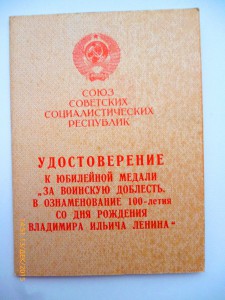 СОЮЗ
СОВЕТСКИХ
СОЦИАЛИСТИЧЕСКИХ
РЕСПУБЛИК
УДОСТОВЕРЕНИЕ
К ЮБИЛЕЙНОЙ МЕДАЛИ
„ЗА ВОИНСКУЮ ДОБЛЕСТЬ.
В ОЗНАМЕНОВАНИЕ 100-летия
СО ДНЯ РОЖДЕНИЯ
ВЛАДИМИРА ИЛЬИЧА ЛЕНИНА“